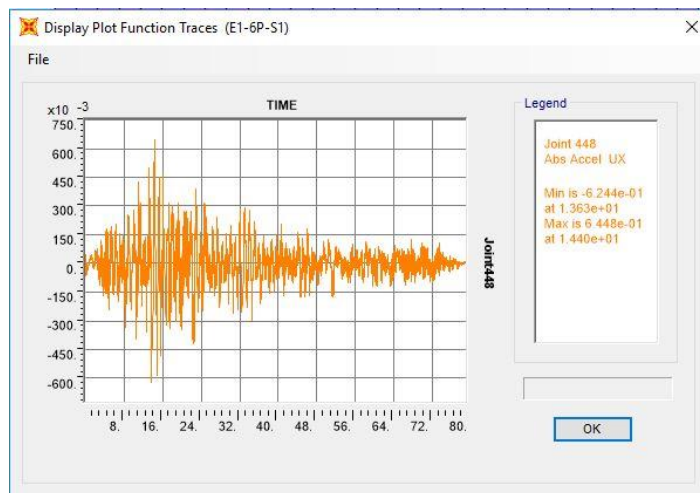 Display Plot Function Traces (E1-6P-S1)
File
x10 -3
TIME
Legend
750.
600.
450.
300.
150.
0.
-150.
-300.
-450.
-600.
Joint448
Joint 448
Abs Accel UX
Min is -6.244e-01
at 1.363e+01
Max is 6.448e-01
at 1.440e+01
8. 16. 24. 32. 40. 48. 56. 64. 72. 80.
OK